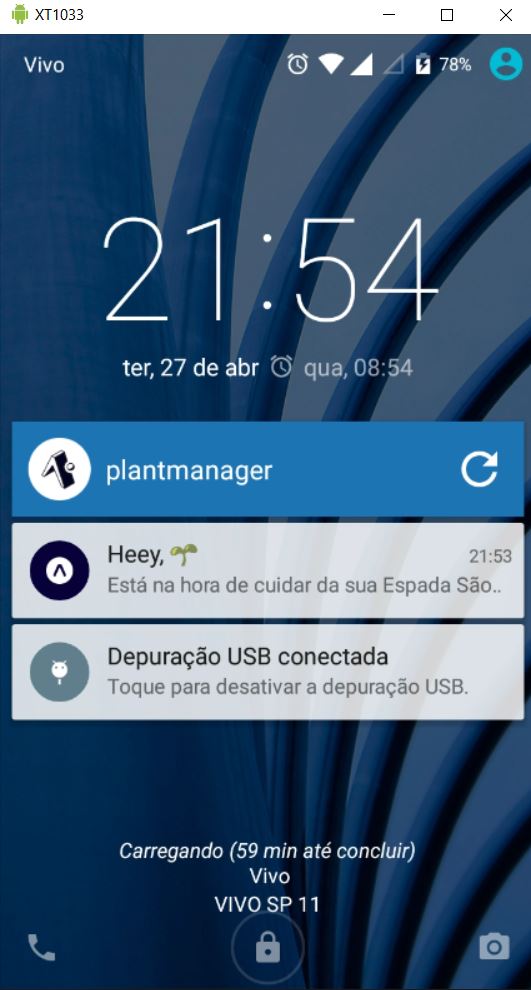 XT1033
Vivo
78%
21:54
ter, 27 de abr qua, 08:54
plantmanager
Heey, 🌱
21:53
Está na hora de cuidar da sua Espada São..
Depuração USB conectada
Toque para desativar a depuração USB.
Carregando (59 min até concluir)
Vivo
VIVO SP 11